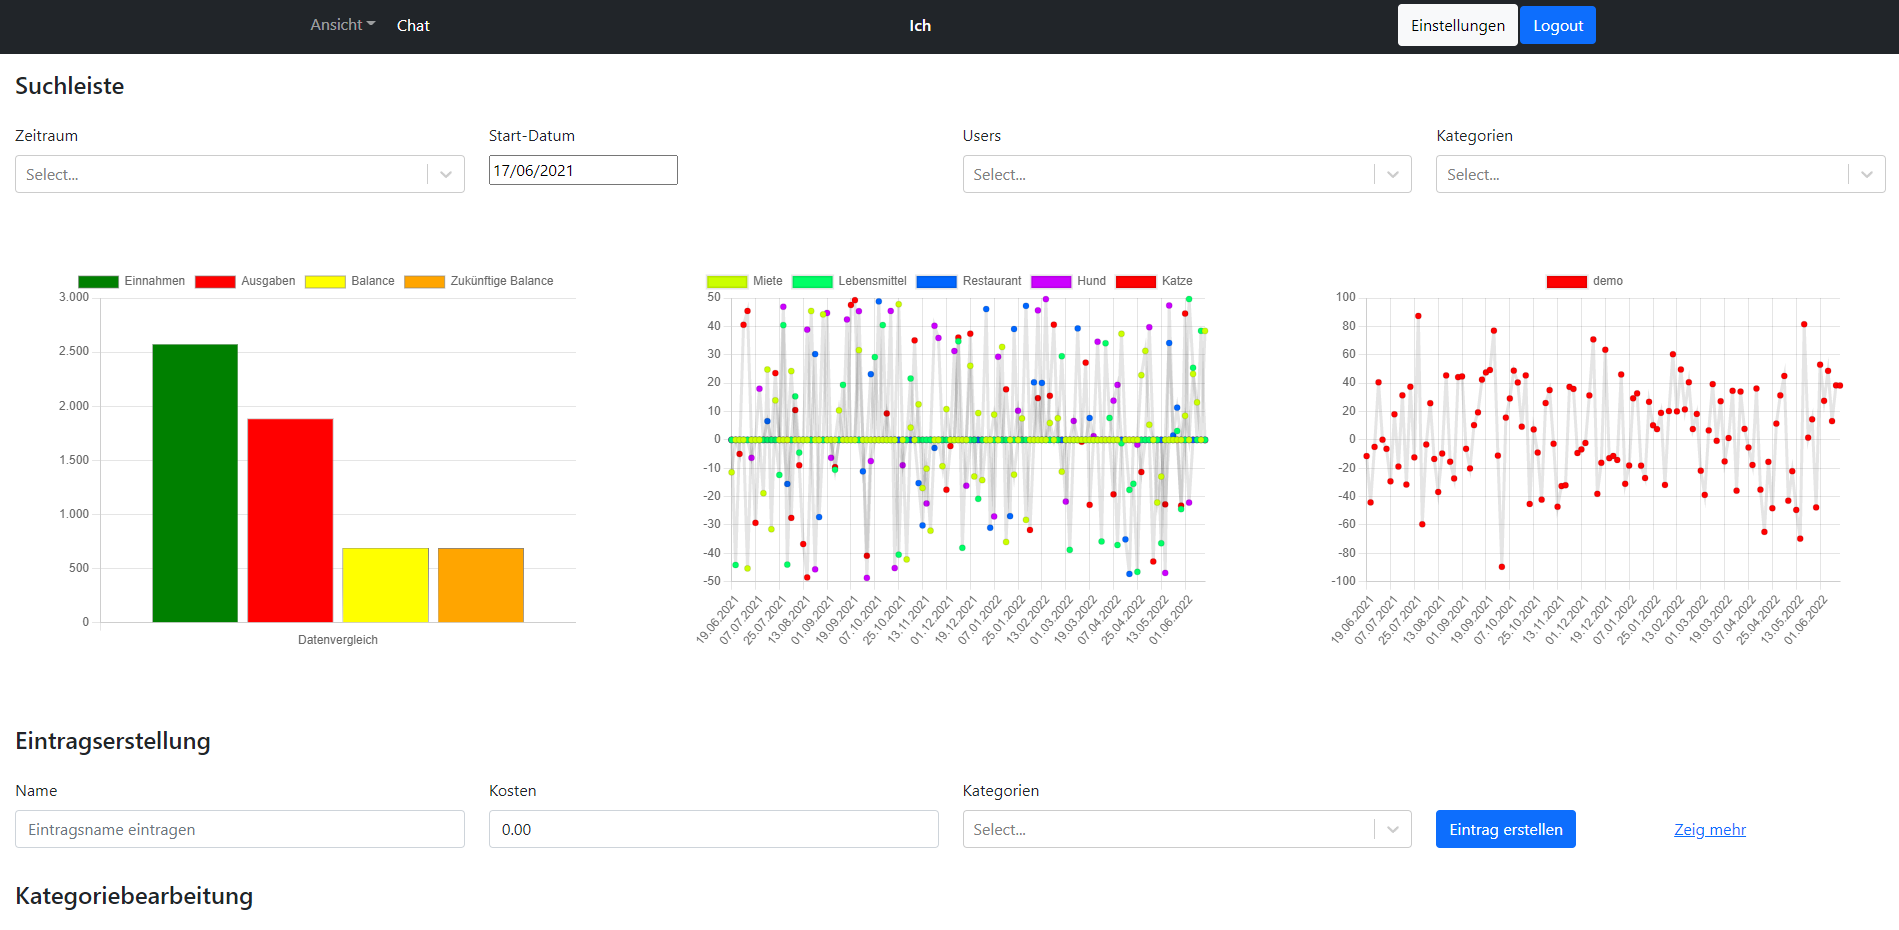 Ansicht Chat Ich Einstellungen Logout
Suchleiste
Zeitraum Start-Datum Users Kategorien
Select... 17/06/2021 Select... Select...
Einnahmen Ausgaben Balance Zukünftige Balance
3.000
2.500
2.000
1.500
1.000
500
0
Datenvergleich
Miete Lebensmittel Restaurant Hund Katze
50
40
30
20
10
0
-10
-20
-30
-40
-50
19.06.2021 07.07.2021 25.07.2021 13.08.2021 01.09.2021 19.09.2021 07.10.2021 25.10.2021 13.11.2021 01.12.2021 19.12.2021 07.01.2022 25.01.2022 13.02.2022 01.03.2022 19.03.2022 07.04.2022 25.04.2022 13.05.2022 01.06.2022
demo
100
80
60
40
20
0
-20
-40
-60
-80
-100
19.06.2021 07.07.2021 25.07.2021 13.08.2021 01.09.2021 19.09.2021 07.10.2021 25.10.2021 13.11.2021 01.12.2021 19.12.2021 07.01.2022 25.01.2022 13.02.2022 01.03.2022 19.03.2022 07.04.2022 25.04.2022 13.05.2022 01.06.2022
Eintragserstellung
Name Kosten Kategorien
Eintragsname eintragen 0.00 Select... Eintrag erstellen Zeig mehr
Kategoriebearbeitung